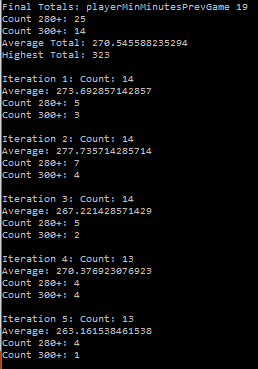 Final Totals: playerMinMinutesPrevGame 19
Count 280+: 25
Count 300+: 14
Average Total: 270.545588235294
Highest Total: 323
Iteration 1: Count: 14
Average: 273.692857142857
Count 280+: 5
Count 300+: 3
Iteration 2: Count: 14
Average: 277.735714285714
Count 280+: 7
Count 300+: 4
Iteration 3: Count: 14
Average: 267.221428571429
Count 280+: 5
Count 300+: 2
Iteration 4: Count: 13
Average: 270.376923076923
Count 280+: 4
Count 300+: 4
Iteration 5: Count: 13
Average: 263.161538461538
Count 280+: 4
Count 300+: 1